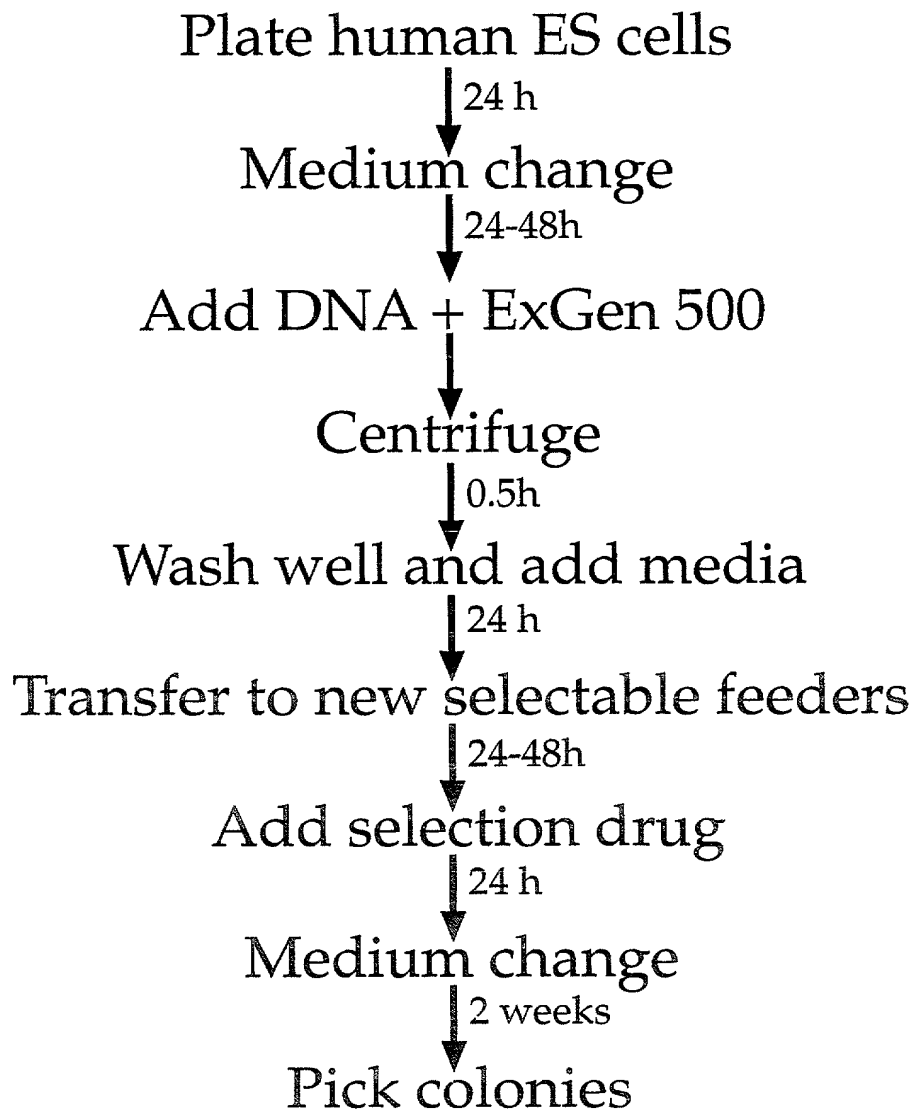 Plate human ES cells
24 h
Medium change
24-48h
Add DNA + ExGen 500
Centrifuge
0.5h
Wash well and add media
24 h
Transfer to new selectable feeders
24-48h
Add selection drug
24 h
Medium change
2 weeks
Pick colonies